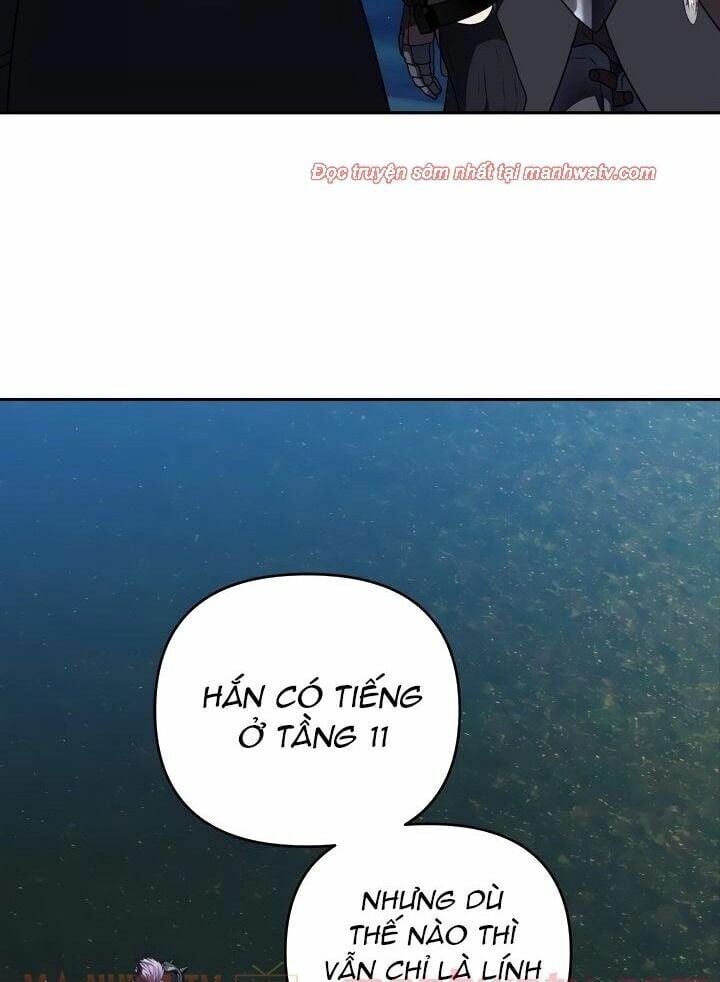 Đọc truyện sớm nhất tại manhwatv.com
HẮN CÓ TIẾNG
Ở TẦNG 11
NHƯNG DÙ
THẾ NÀO THÌ
VẪN CHỈ LÀ LÍNH